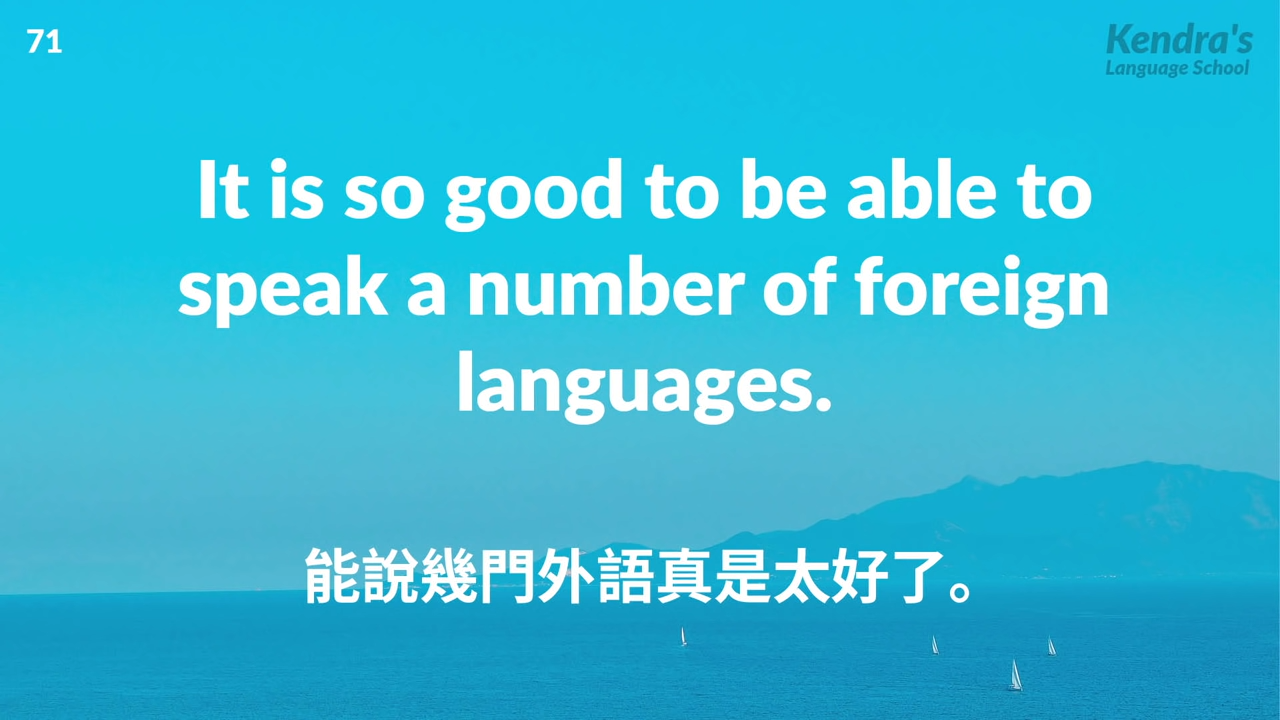 71
Kendra's
Language School
It is so good to be able to
speak a number of foreign
languages.
能說幾門外語真是太好了。